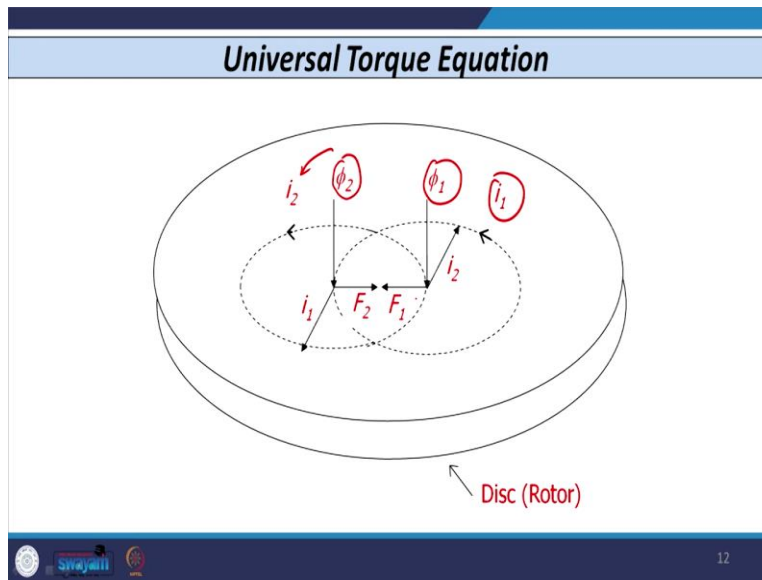 Universal Torque Equation
ϕ2 ϕ1
i2 i1
i2
i1 F2 F1
Disc (Rotor)
swayam 12